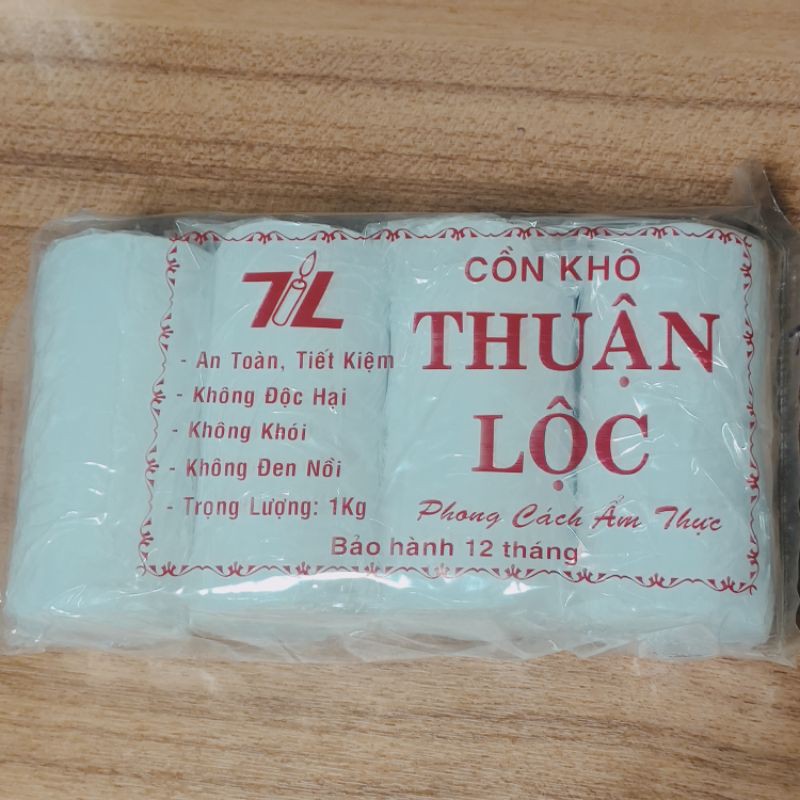 TL
- An Toàn, Tiết Kiệm
- Không Độc Hại
- Không Khói
- Không Đen Nồi
- Trọng Lượng: 1Kg
CỒN KHÔ
THUẬN
LỘC
Phong Cách Ẩm Thực
Bảo hành 12 tháng